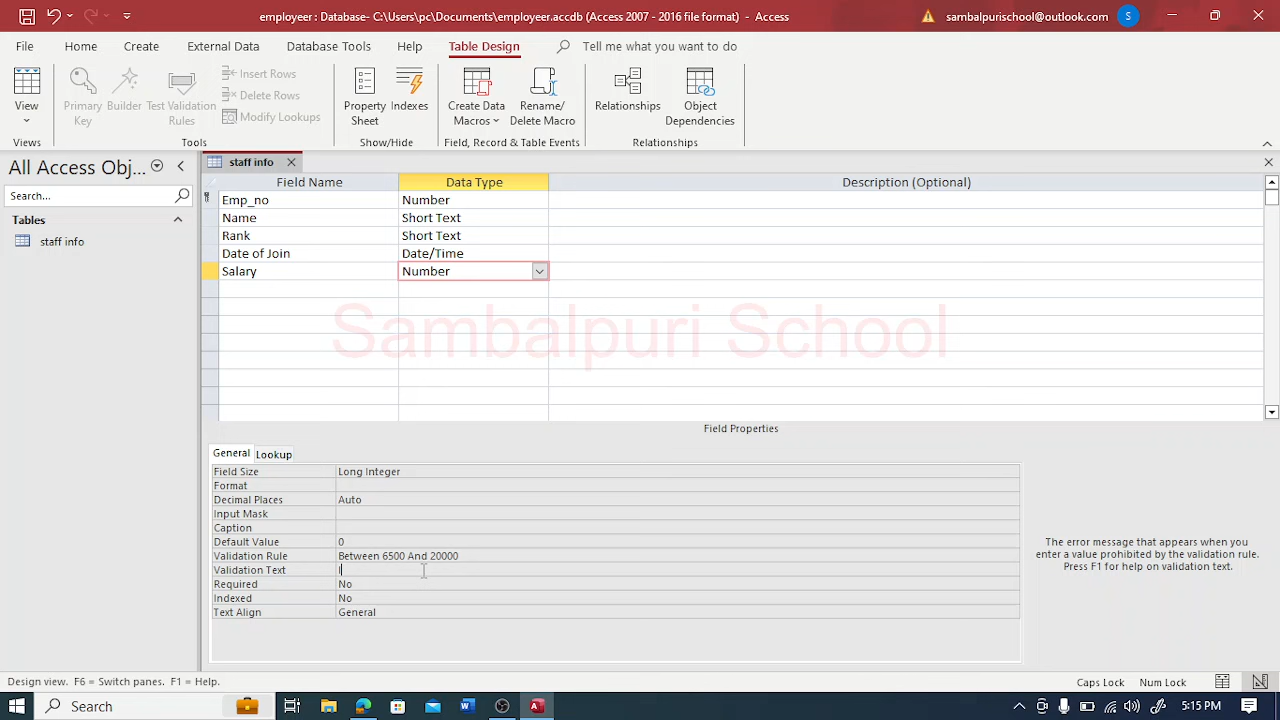 employeer : Database- C:\Users\pc\Documents\employeer.accdb (Access 2007 - 2016 file format) - Access
sambalpurischool@outlook.com
S
File
Home
Create
External Data
Database Tools
Help
Table Design
Tell me what you want to do
View
Primary Key
Builder
Test Validation Rules
Insert Rows
Delete Rows
Modify Lookups
Property Sheet
Indexes
Create Data Macros
Rename/ Delete Macro
Relationships
Object Dependencies
Views
Tools
Show/Hide
Field, Record & Table Events
Relationships
All Access Obj...
Search...
Tables
staff info
staff info
Field Name Data Type Description (Optional)
Emp_no Number
Name Short Text
Rank Short Text
Date of Join Date/Time
Salary Number
Sambalpuri School
Field Properties
General Lookup
Field Size Long Integer
Format
Decimal Places Auto
Input Mask
Caption
Default Value 0
Validation Rule Between 6500 And 20000
Validation Text I
Required No
Indexed No
Text Align General
The error message that appears when you
enter a value prohibited by the validation rule.
Press F1 for help on validation text.
Design view. F6 = Switch panes. F1 = Help.
Caps Lock Num Lock
Search
5:15 PM